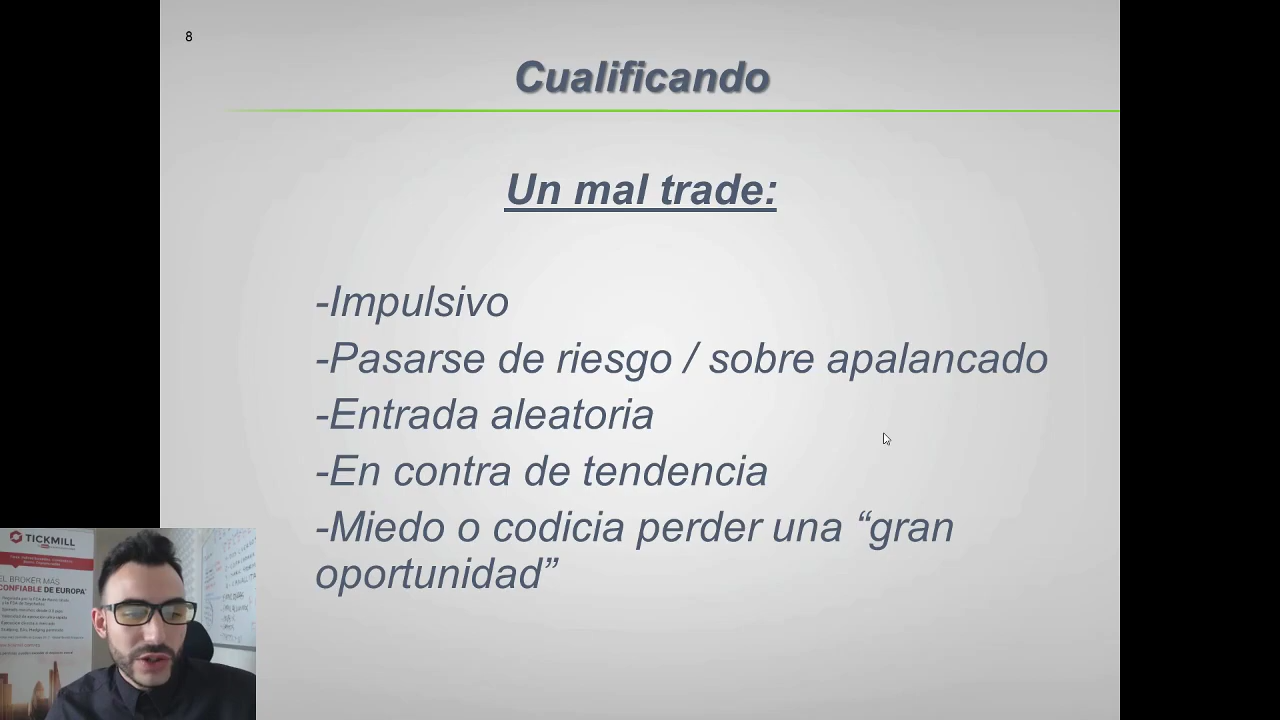 8
Cualificando
Un mal trade:
-Impulsivo
-Pasarse de riesgo / sobre apalancado
-Entrada aleatoria
-En contra de tendencia
-Miedo o codicia perder una “gran
oportunidad”
TICKMILL
EL BROKER MÁS
CONFIABLE DE EUROPA